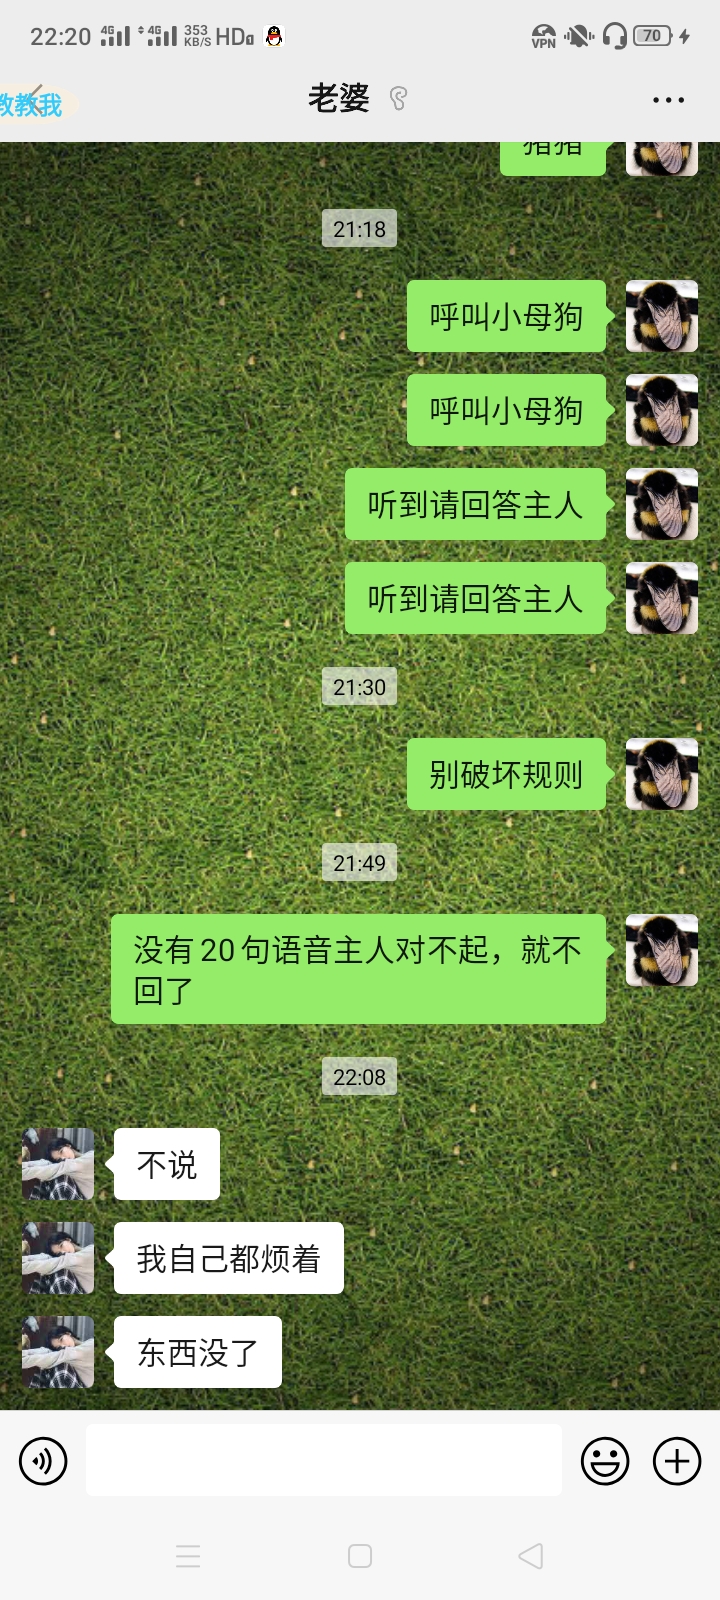 22:20 4G 4G 353 KB/S HD VPN 70
教教我
老婆
猪猪
21:18
呼叫小母狗
呼叫小母狗
听到请回答主人
听到请回答主人
21:30
别破坏规则
21:49
没有20句语音主人对不起，就不
回了
22:08
不说
我自己都烦着
东西没了